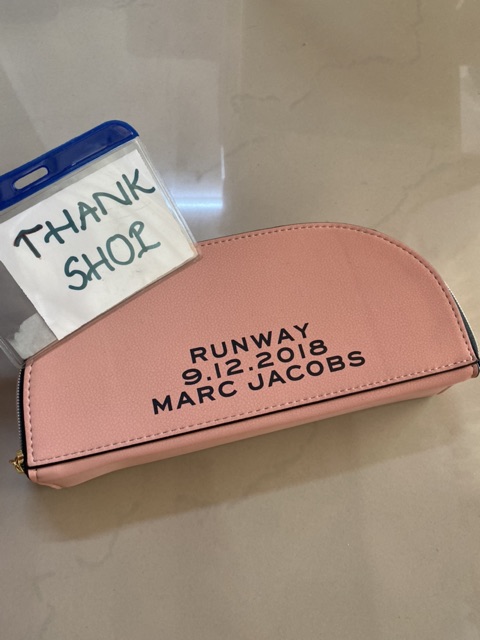 THANK
SHOP
RUNWAY
9.12.2018
MARC JACOBS